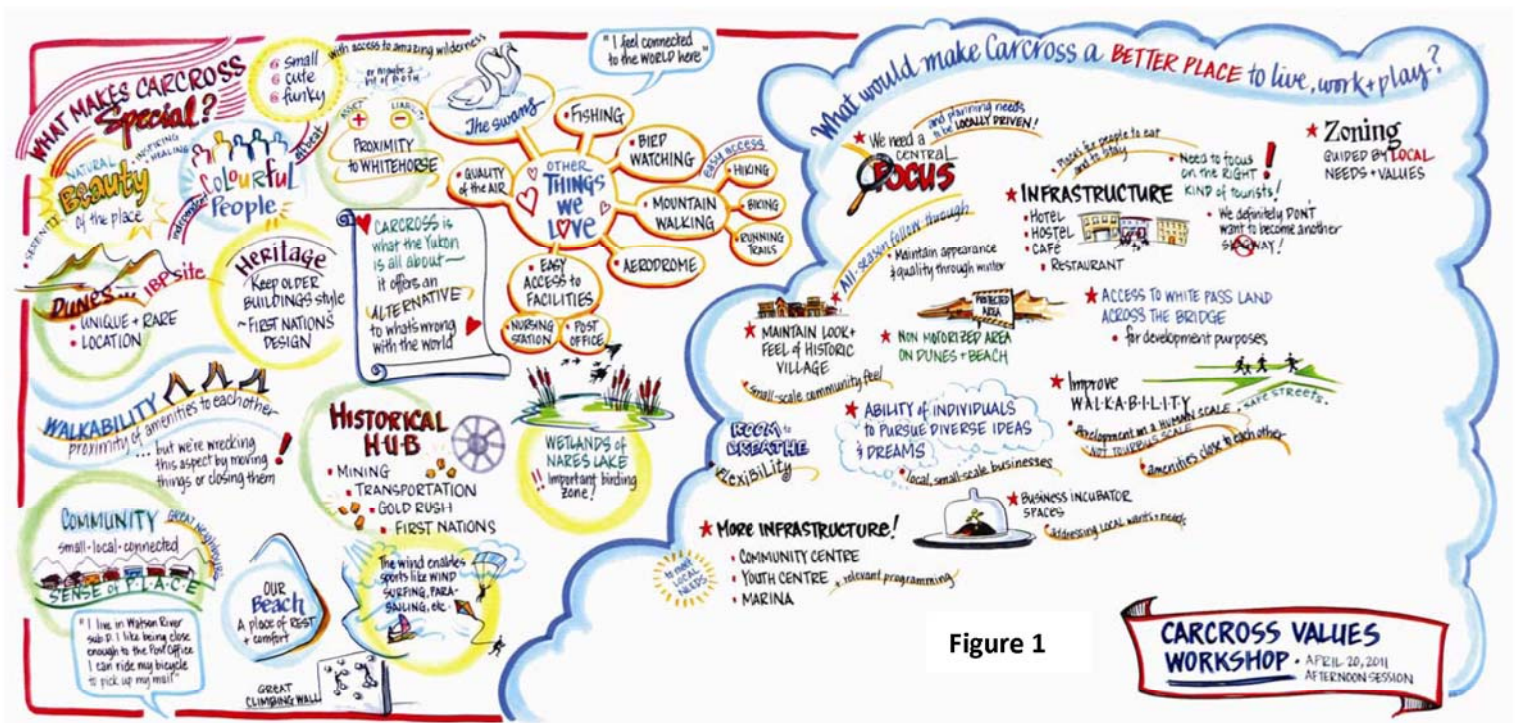 WHAT MAKES CARCROSS
Special?
small
cute
funky
with access to amazing wilderness
or maybe a
bit of BOTH
ASSET
LIABILITY
+
-
PROXIMITY
to WHITEHORSE
NATURAL
Beauty
of the place
• INSPIRING
• HEALING
• SERENITY
COLOURFUL
People
offbeat
independent
DUNES...
IBP site
• UNIQUE + RARE
• LOCATION
HERITAGE
KEEP OLDER
BUILDINGS style
~ FIRST NATIONS
DESIGN
♥ CARCROSS is
what the Yukon
is all about—
it offers an
ALTERNATIVE
to whats wrong
with the world
"I feel connected
to the WORLD here"
The swans
OTHER
THINGS
WE
LOVE
• FISHING
• BIRD
WATCHING
• QUALITY
of the AIR
• MOUNTAIN
WALKING
EASY ACCESS
• HIKING
• BIKING
• RUNNING
TRAILS
• AERODROME
• EASY
ACCESS to
FACILITIES
• NURSING
STATION
• POST
OFFICE
WALKABILITY
proximity of amenities to each other
... but we're wrecking
this aspect by moving
things or closing them
!
HISTORICAL
HUB
• MINING
• TRANSPORTATION
• GOLD RUSH
• FIRST NATIONS
WETLANDS of
NARES LAKE
!! Important birding
zone!
COMMUNITY
GREAT NEIGHBOURS
small • local • connected
SENSE of P•L•A•C•E
"I live in Watson River
sub.D. I like being close
enough to the Post Office
I can ride my bicycle
to pick up my mail"
OUR
Beach
A place of REST
+ comfort
The wind enables
sports like WIND
SURFING, PARA-
SAILING, etc.
GREAT
CLIMBING WALL
What would make Carcross a BETTER PLACE to live, work + play?
★ We need a
CENTRAL
FOCUS
and planning needs
to be LOCALLY DRIVEN!
All-season follow through
• Maintain appearance
& quality through winter
Places for people to eat
and to stay
★ INFRASTRUCTURE
• HOTEL
• HOSTEL
• CAFÉ
• RESTAURANT
• Need to focus
on the RIGHT
KIND of tourists!
!
• We definitely DON'T
want to become another
SKAGWAY!
★ Zoning
GUIDED BY LOCAL
NEEDS + VALUES
★ MAINTAIN LOOK +
FEEL of HISTORIC
VILLAGE
• small-scale community feel
PROTECTED
AREA
★ NON MOTORIZED AREA
ON DUNES + BEACH
★ ACCESS TO WHITE PASS LAND
ACROSS THE BRIDGE
• for development purposes
ROOM to
BREATHE
• FLEXIBILITY
★ ABILITY of INDIVIDUALS
to PURSUE DIVERSE IDEAS
& DREAMS
• local, small-scale businesses
★ Improve
W•A•L•K•A•B•I•L•I•T•Y
SAFE STREETS.
• development on a HUMAN SCALE
NOT TOUR BUS SCALE
• amenities close to each other
★ BUSINESS INCUBATOR
SPACES
• addressing LOCAL wants + needs
★ MORE INFRASTRUCTURE!
• COMMUNITY CENTRE
• YOUTH CENTRE + relevant programming
• MARINA
to meet
LOCAL
NEEDS
Figure 1
CARCROSS VALUES
WORKSHOP • APRIL 20, 2011
AFTERNOON SESSION